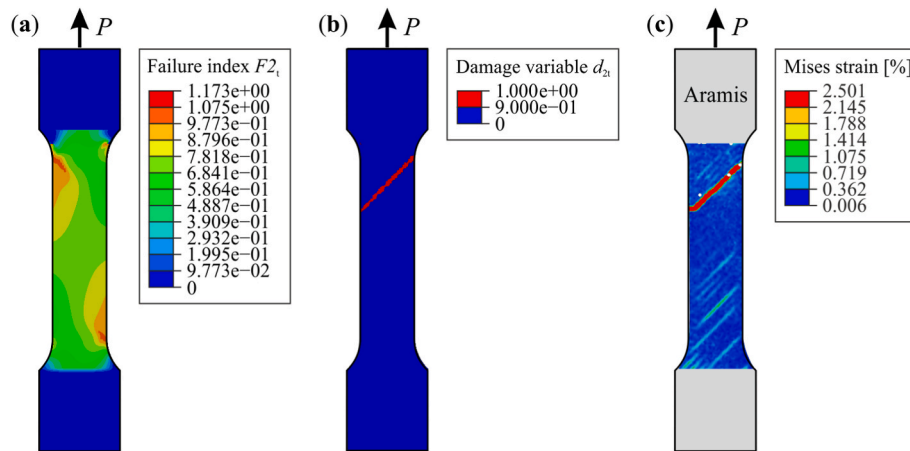 (a)
P
Failure index F2t
1.173e+00
1.075e+00
9.773e−01
8.796e−01
7.818e−01
6.841e−01
5.864e−01
4.887e−01
3.909e−01
2.932e−01
1.995e−01
9.773e−02
0
(b)
P
Damage variable d2t
1.000e+00
9.000e−01
0
(c)
P
Aramis
Mises strain [%]
2.501
2.145
1.788
1.414
1.075
0.719
0.362
0.006